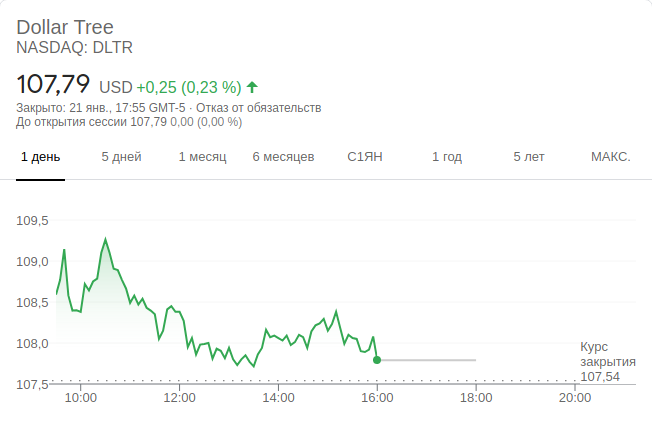 Dollar Tree
NASDAQ: DLTR
107,79 USD +0,25 (0,23 %)
Закрыто: 21 янв., 17:55 GMT-5 · Отказ от обязательств
До открытия сессии 107,79 0,00 (0,00 %)
1 день 5 дней 1 месяц 6 месяцев С1ЯН 1 год 5 лет МАКС.
109,5
109,0
108,5
108,0
107,5
Курс
закрытия
107,54
10:00 12:00 14:00 16:00 18:00 20:00